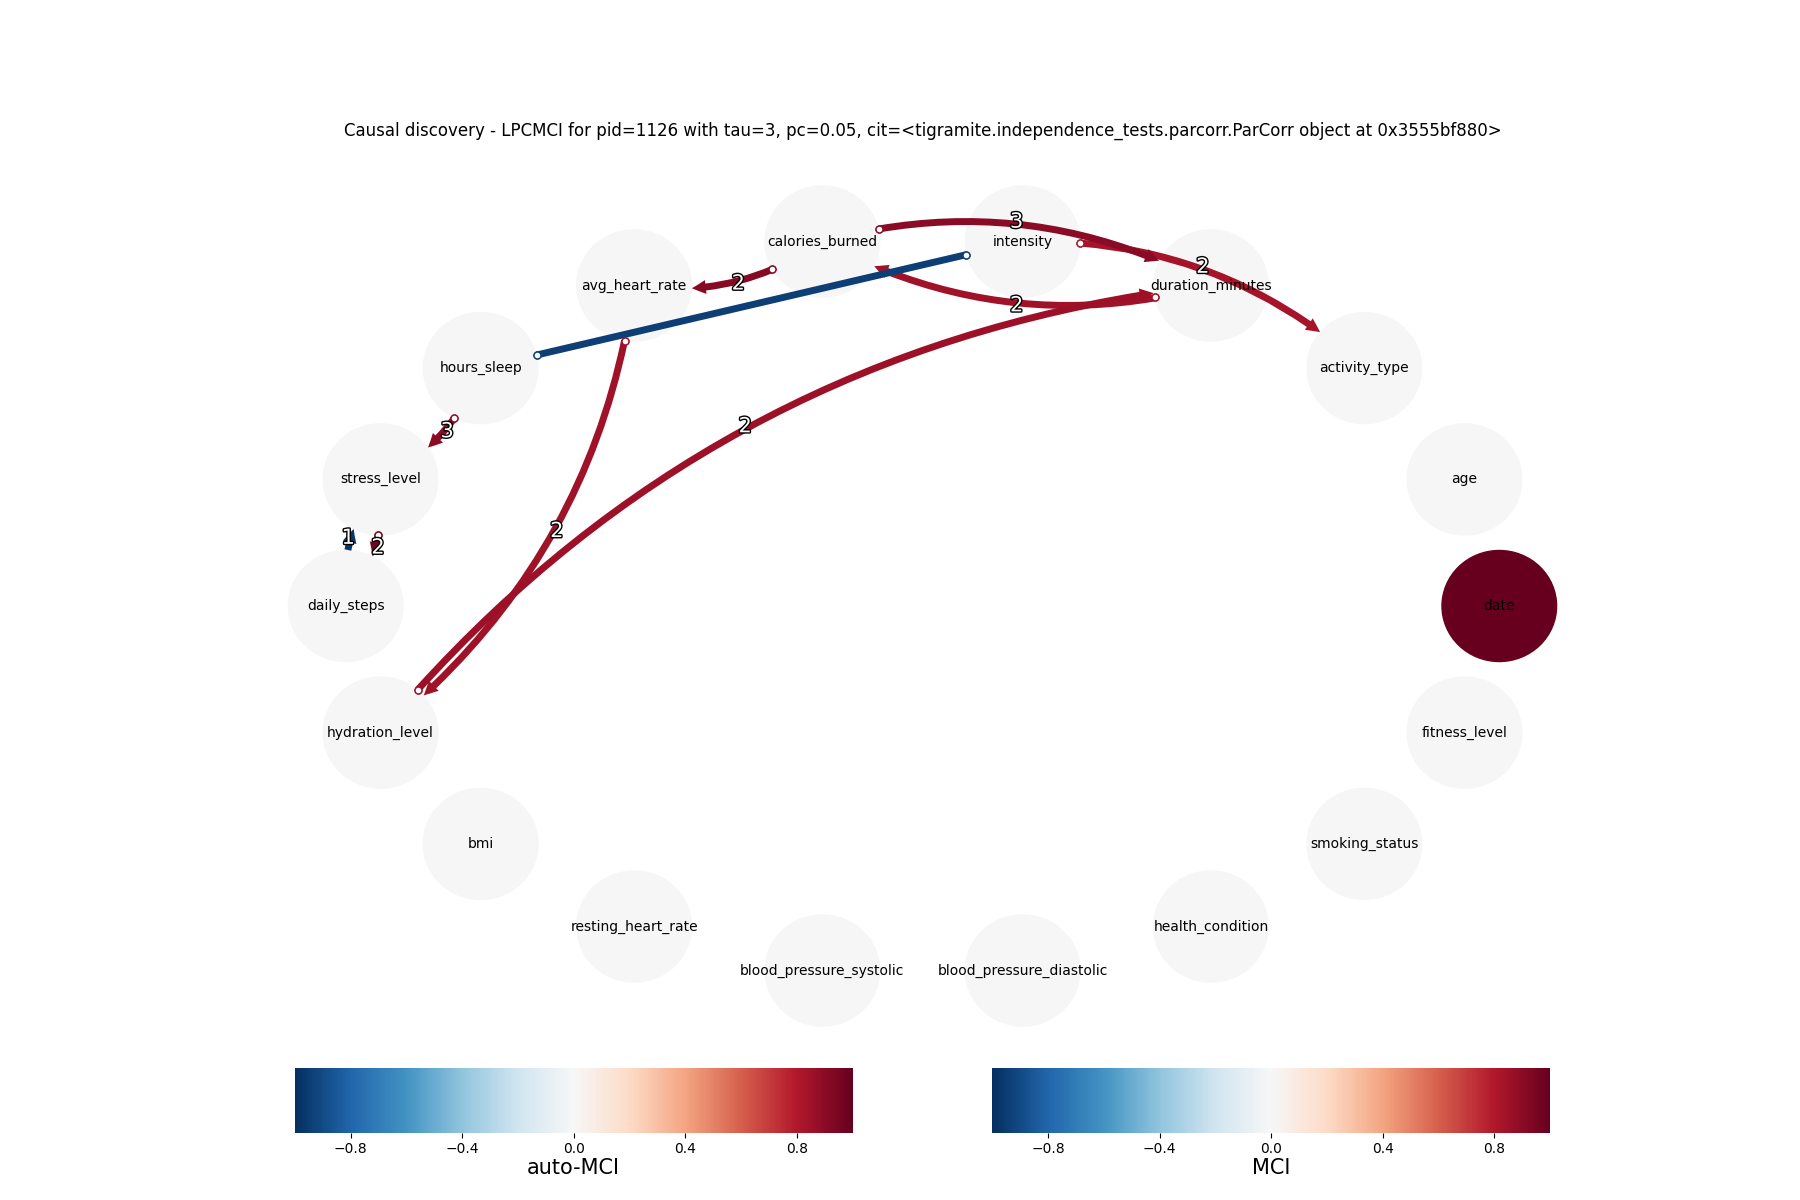 Causal discovery - LPCMCI for pid=1126 with tau=3, pc=0.05, cit=<tigramite.independence_tests.parcorr.ParCorr object at 0x3555bf880>
3
calories_burned
intensity
2
avg_heart_rate
2
duration_minutes
2
hours_sleep
activity_type
2
3
stress_level
age
2
1
2
daily_steps
date
hydration_level
fitness_level
bmi
smoking_status
resting_heart_rate
health_condition
blood_pressure_systolic
blood_pressure_diastolic
−0.8 −0.4 0.0 0.4 0.8
auto-MCI
−0.8 −0.4 0.0 0.4 0.8
MCI